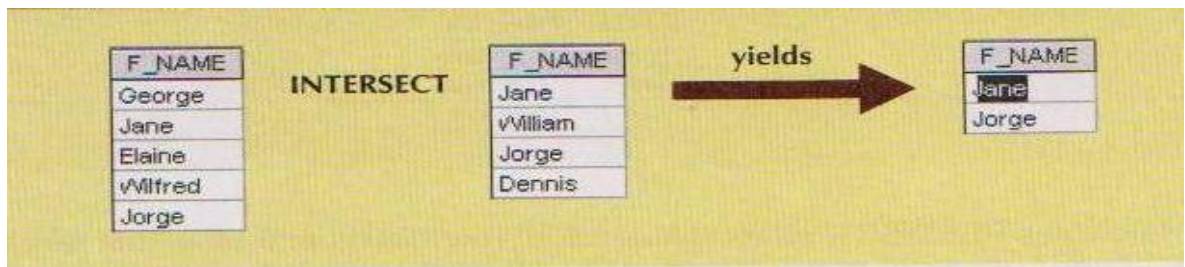 F_NAME
George
Jane
Elaine
Wilfred
Jorge
INTERSECT
F_NAME
Jane
William
Jorge
Dennis
yields
F_NAME
Jane
Jorge